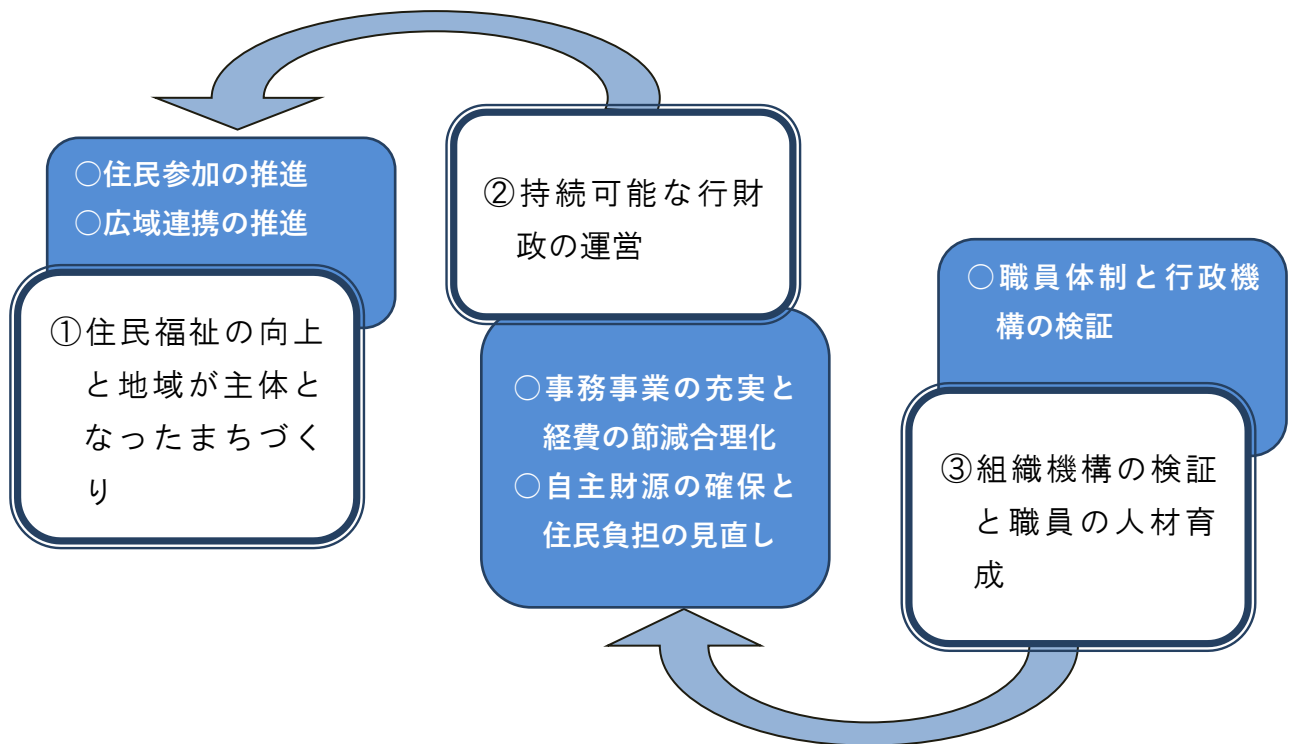 ○住民参加の推進
○広域連携の推進
①住民福祉の向上
と地域が主体と
なったまちづく
り
②持続可能な行財
政の運営
○事務事業の充実と
経費の節減合理化
○自主財源の確保と
住民負担の見直し
○職員体制と行政機
構の検証
③組織機構の検証
と職員の人材育
成